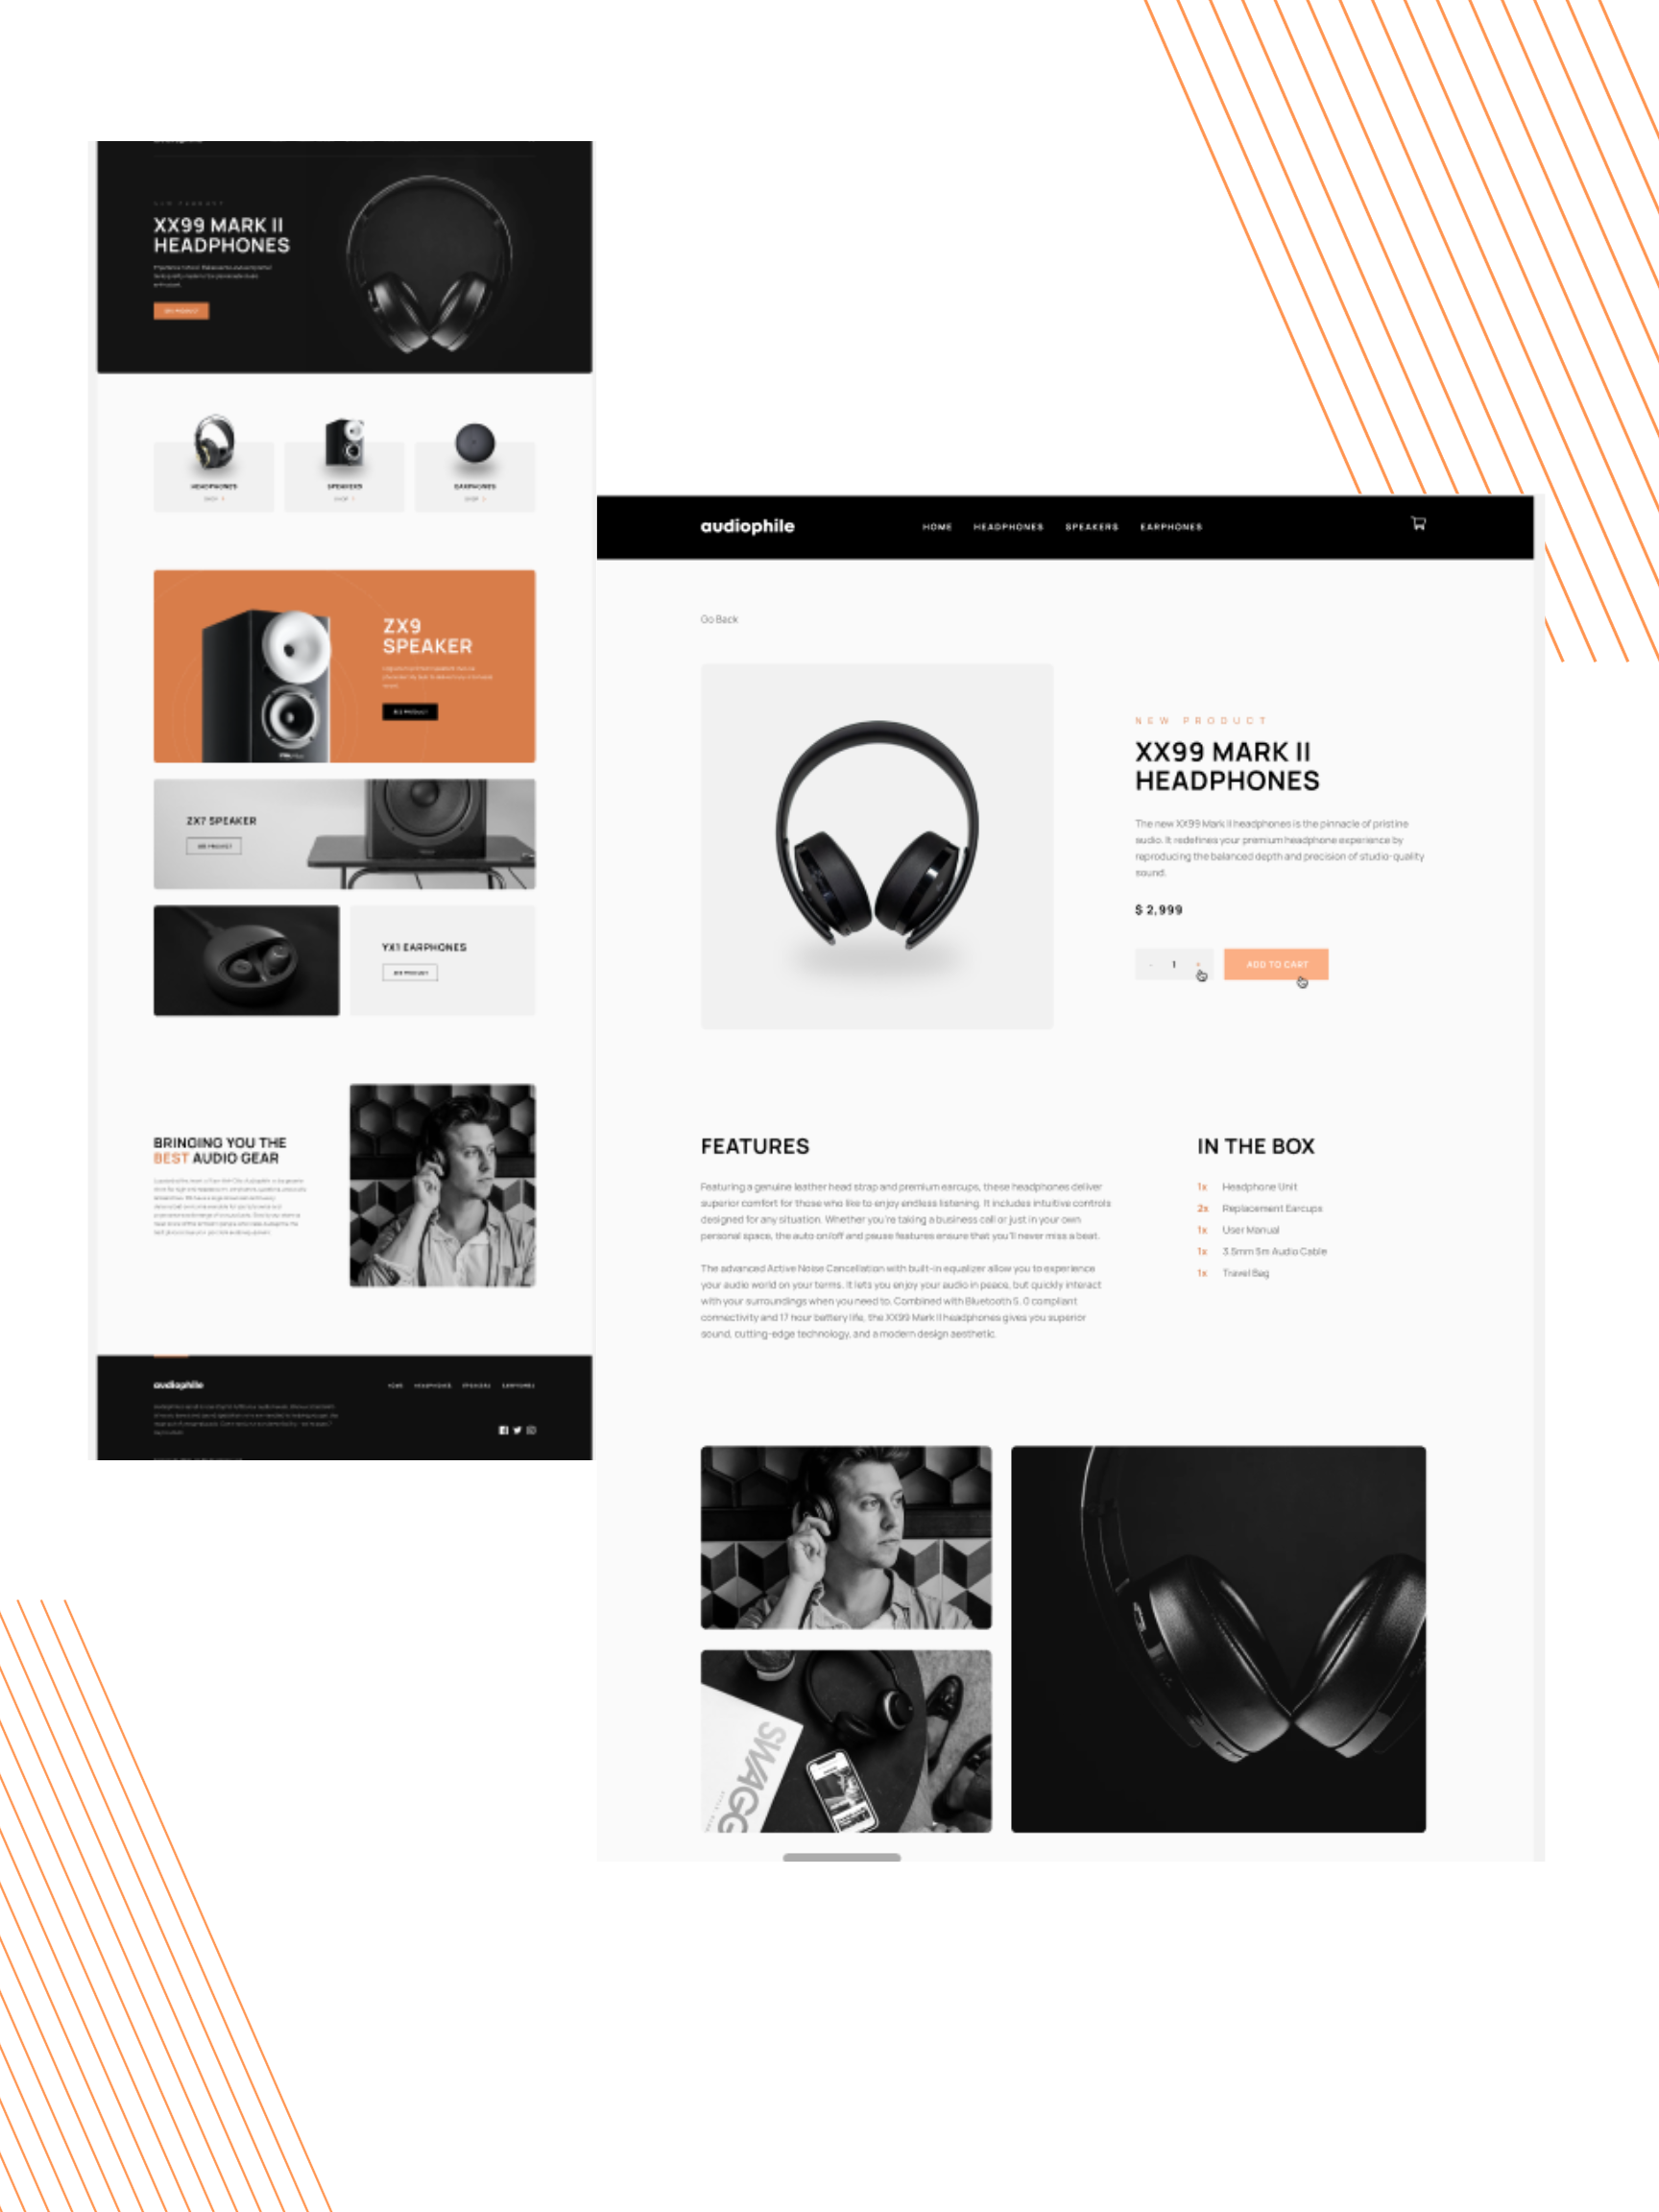 NEW PRODUCT
XX99 MARK II
HEADPHONES
SEE PRODUCT
HEADPHONES
SHOP
SPEAKERS
SHOP
EARPHONES
SHOP
ZX9
SPEAKER
SEE PRODUCT
ZX7 SPEAKER
SEE PRODUCT
YX1 EARPHONES
SEE PRODUCT
BRINGING YOU THE
BEST AUDIO GEAR
audiophile
HOME HEADPHONES SPEAKERS EARPHONES
audiophile
HOME HEADPHONES SPEAKERS EARPHONES
Go Back
NEW PRODUCT
XX99 MARK II
HEADPHONES
The new XX99 Mark II headphones is the pinnacle of pristine
audio. It redefines your premium headphone experience by
reproducing the balanced depth and precision of studio-quality
sound.
$ 2,999
- 1 +
ADD TO CART
FEATURES
Featuring a genuine leather head strap and premium earcups, these headphones deliver
superior comfort for those who like to enjoy endless listening. It includes intuitive controls
designed for any situation. Whether you're taking a business call or just in your own
personal space, the auto on/off and pause features ensure that you'll never miss a beat.
The advanced Active Noise Cancellation with built-in equalizer allow you to experience
your audio world on your terms. It lets you enjoy your audio in peace, but quickly interact
with your surroundings when you need to. Combined with Bluetooth 5. 0 compliant
connectivity and 17 hour battery life, the XX99 Mark II headphones gives you superior
sound, cutting-edge technology, and a modern design aesthetic.
IN THE BOX
1x Headphone Unit
2x Replacement Earcups
1x User Manual
1x 3.5mm 5m Audio Cable
1x Travel Bag
SWAGG